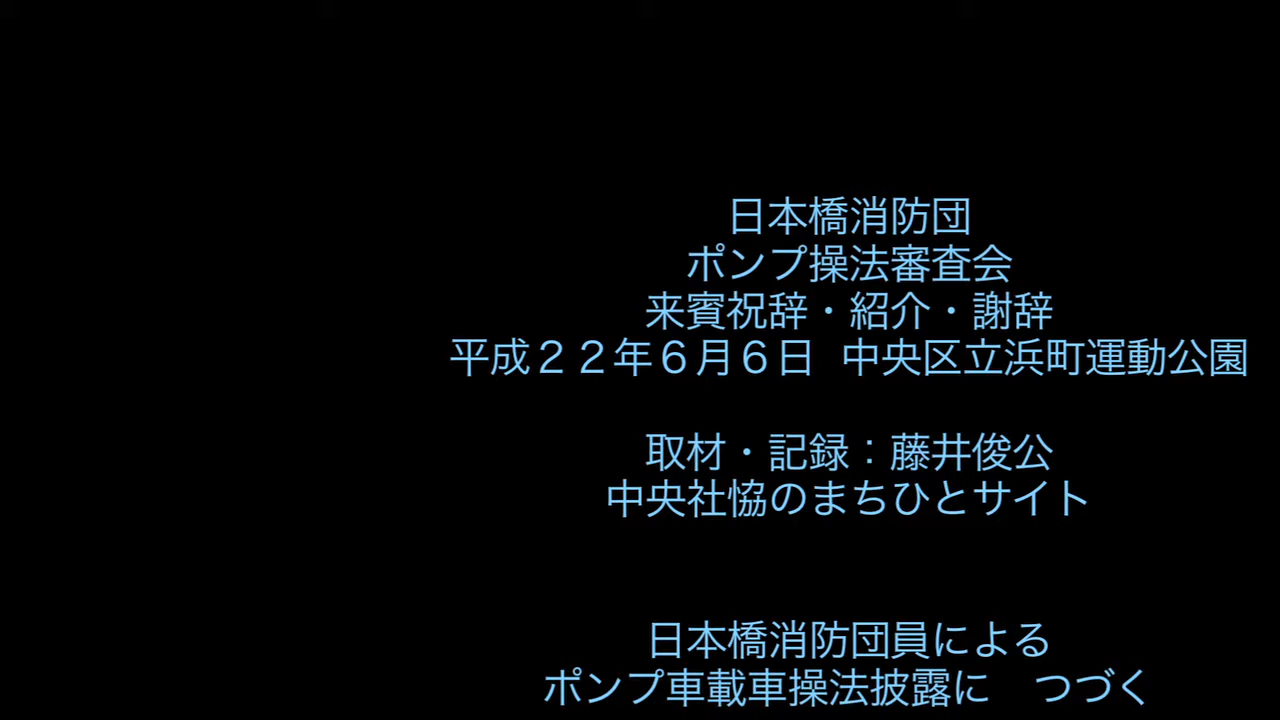 日本橋消防団
ポンプ操法審査会
来賓祝辞・紹介・謝辞
平成２２年６月６日 中央区立浜町運動公園
取材・記録：藤井俊公
中央社恊のまちひとサイト
日本橋消防団員による
ポンプ車載車操法披露に　つづく